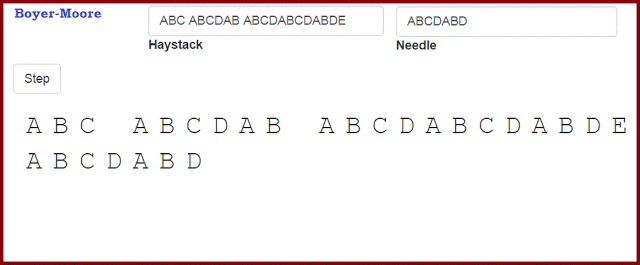 Boyer-Moore
ABC ABCDAB ABCDABCDABDE
ABCDABD
Haystack
Needle
Step
A B C   A B C D A B   A B C D A B C D A B D E
A B C D A B D